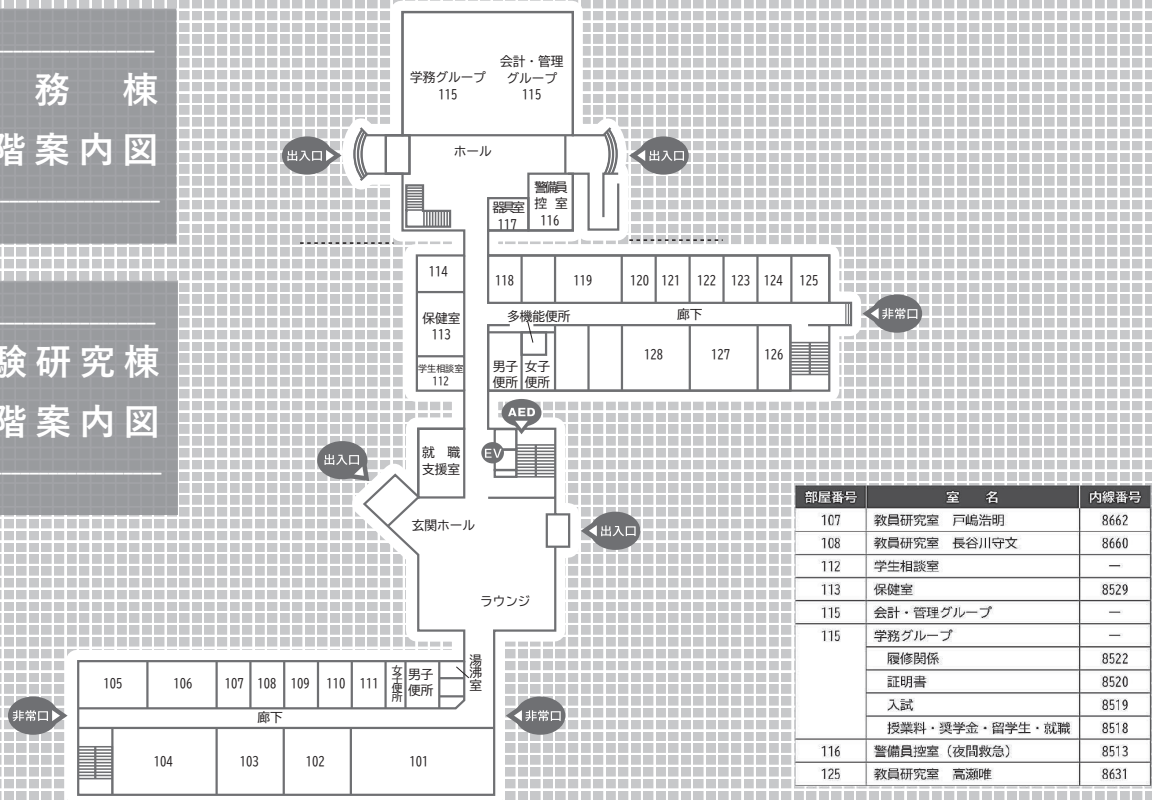 務 棟
階案内図
験研究棟
階案内図
学務グループ
115
会計・管理
グループ
115
出入口
ホール
出入口
器具室
117
警備員
控 室
116
114
118
119
120
121
122
123
124
125
保健室
113
多機能便所
廊下
非常口
学生相談室
112
男子
便所
女子
便所
128
127
126
AED
就 職
支援室
EV
出入口
玄関ホール
出入口
ラウンジ
105
106
107
108
109
110
111
女子便所
男子
便所
湯沸室
非常口
廊下
非常口
104
103
102
101
部屋番号 室 名 内線番号
107 教員研究室 戸嶋浩明 8662
108 教員研究室 長谷川守文 8660
112 学生相談室 ー
113 保健室 8529
115 会計・管理グループ ー
115 学務グループ ー
履修関係 8522
証明書 8520
入試 8519
授業料・奨学金・留学生・就職 8518
116 警備員控室（夜間救急） 8513
125 教員研究室 高瀬唯 8631